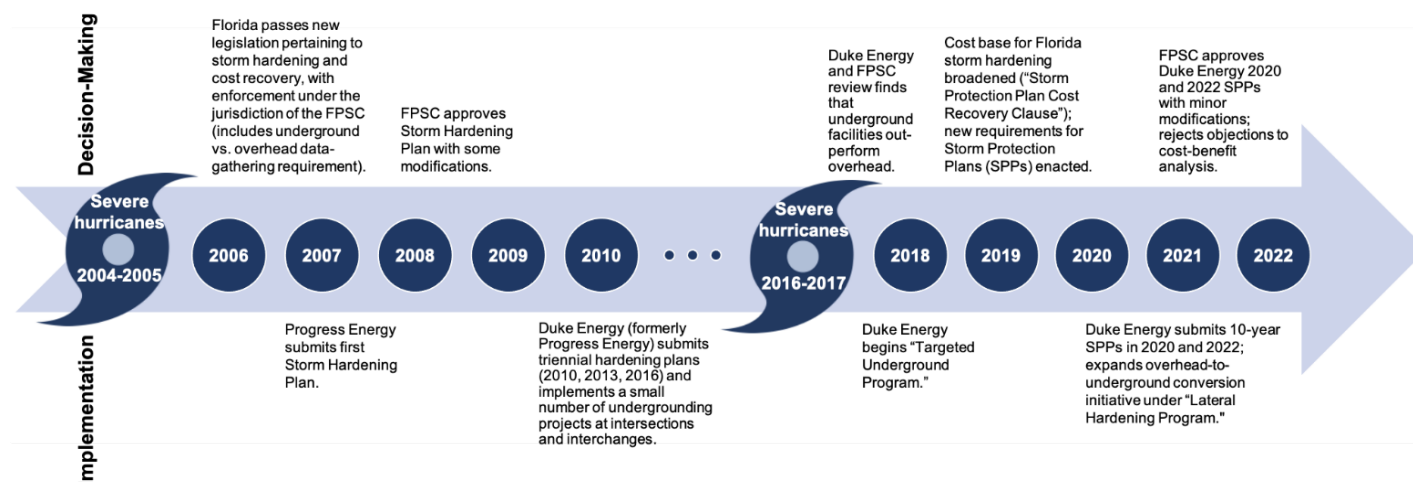 Decision-Making
Florida passes new
legislation pertaining to
storm hardening and
cost recovery, with
enforcement under the
jurisdiction of the FPSC
(includes underground
vs. overhead data-
gathering requirement).
FPSC approves
Storm Hardening
Plan with some
modifications.
Duke Energy
and FPSC
review finds
that
underground
facilities out-
perform
overhead.
Cost base for Florida
storm hardening
broadened (“Storm
Protection Plan Cost
Recovery Clause”);
new requirements for
Storm Protection
Plans (SPPs) enacted.
FPSC approves
Duke Energy 2020
and 2022 SPPs
with minor
modifications;
rejects objections to
cost-benefit
analysis.
Severe
hurricanes
2004-2005
2006
2007
2008
2009
2010
Severe
hurricanes
2016-2017
2018
2019
2020
2021
2022
mplementation
Progress Energy
submits first
Storm Hardening
Plan.
Duke Energy (formerly
Progress Energy) submits
triennial hardening plans
(2010, 2013, 2016) and
implements a small
number of undergrounding
projects at intersections
and interchanges.
Duke Energy
begins “Targeted
Underground
Program.”
Duke Energy submits 10-year
SPPs in 2020 and 2022;
expands overhead-to-
underground conversion
initiative under “Lateral
Hardening Program."